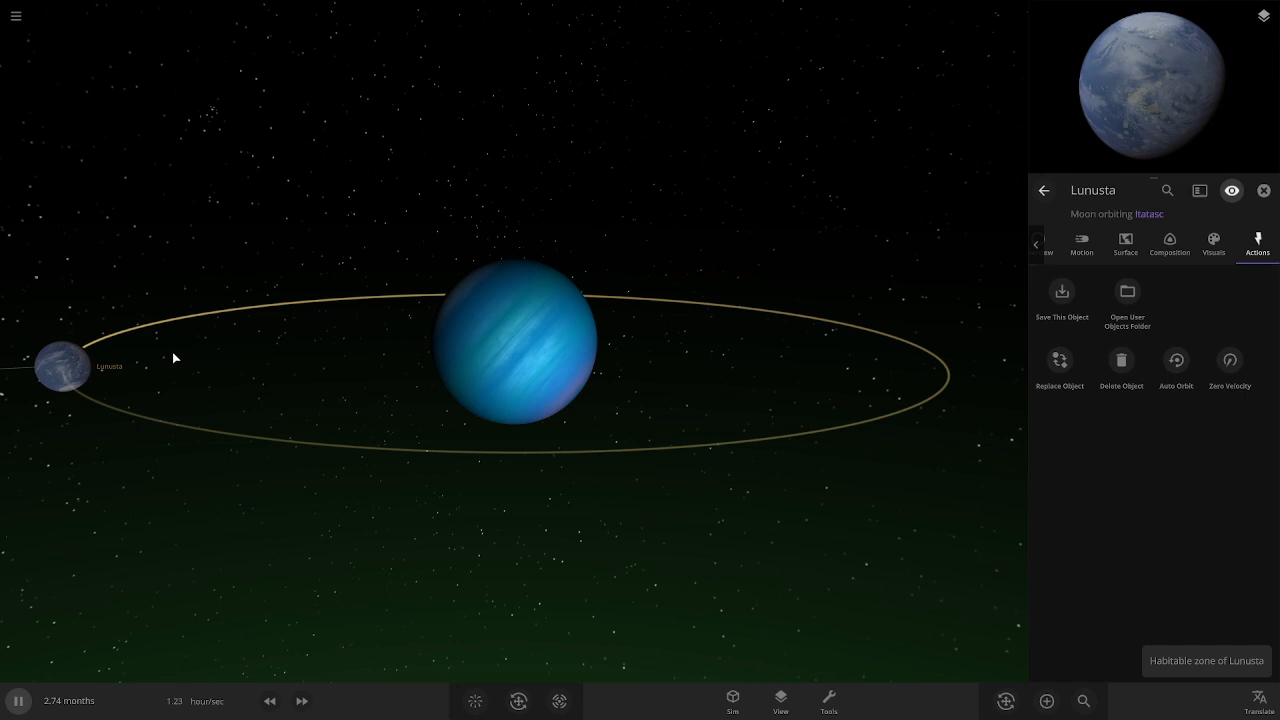 Lunusta
Moon orbiting Itatasc
ew Motion Surface Composition Visuals Actions
Save This Object
Open User
Objects Folder
Replace Object
Delete Object
Auto Orbit
Zero Velocity
Lunusta
Habitable zone of Lunusta
2.74 months
1.23 hour/sec
Sim
View
Tools
Translate